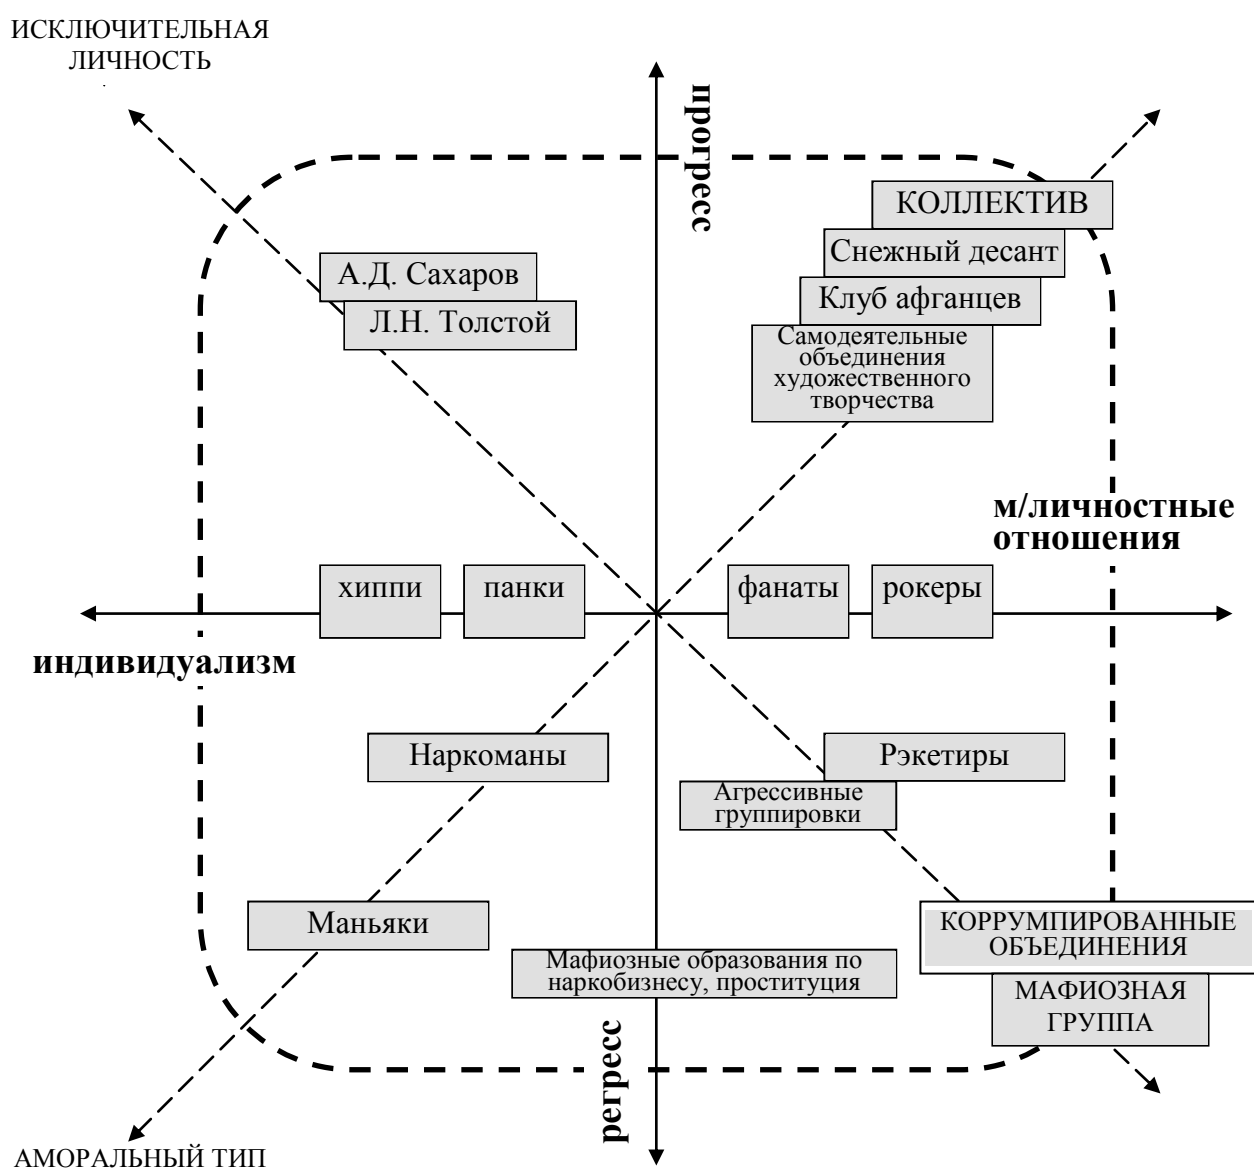 ИСКЛЮЧИТЕЛЬНАЯ
ЛИЧНОСТЬ
прогресс
КОЛЛЕКТИВ
Снежный десант
А.Д. Сахаров
Клуб афганцев
Л.Н. Толстой
Самодеятельные
объединения
художественного
творчества
м/личностные
отношения
хиппи
панки
фанаты
рокеры
индивидуализм
Наркоманы
Рэкетиры
Агрессивные
группировки
Маньяки
КОРРУМПИРОВАННЫЕ
ОБЪЕДИНЕНИЯ
Мафиозные образования по
наркобизнесу, проституция
МАФИОЗНАЯ
ГРУППА
регресс
АМОРАЛЬНЫЙ ТИП